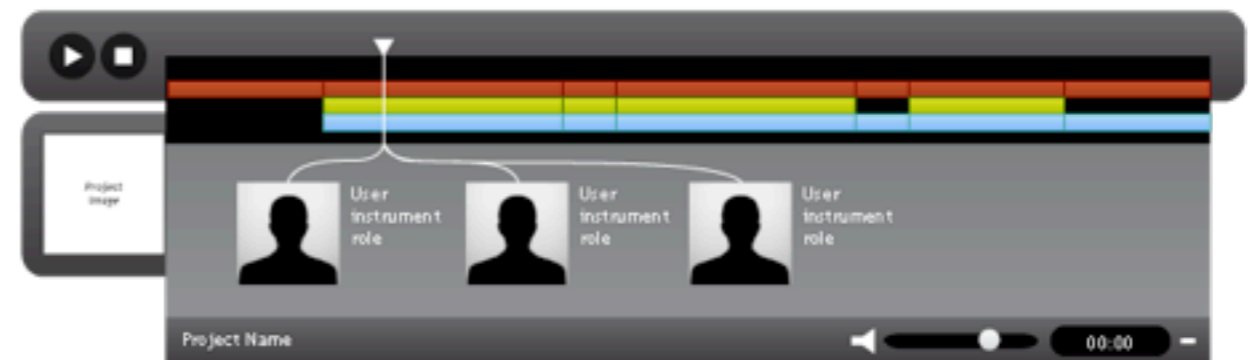 Project
Image
User
instrument
role
User
instrument
role
User
instrument
role
Project Name
00:00